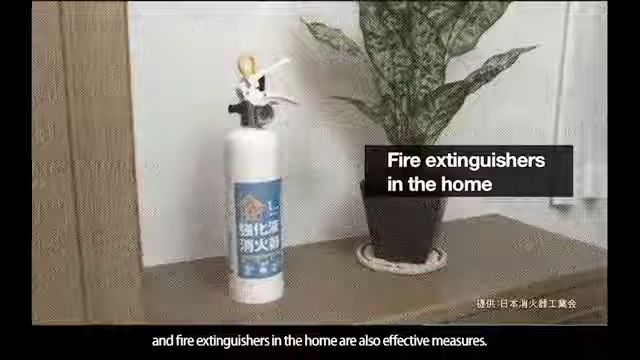 Fire extinguishers
in the home
強化液
消火器
提供:日本消火器工業会
and fire extinguishers in the home are also effective measures.